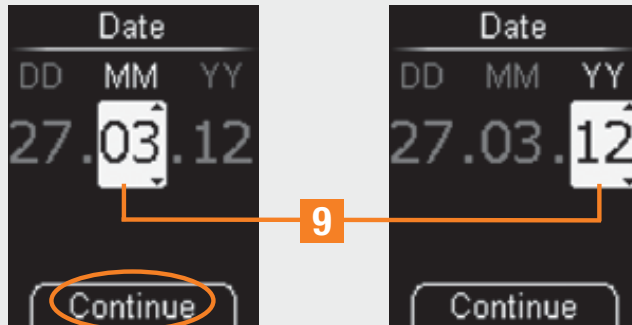 Date
DD MM YY
27.03.12
Continue
9
Date
DD MM YY
27.03.12
Continue